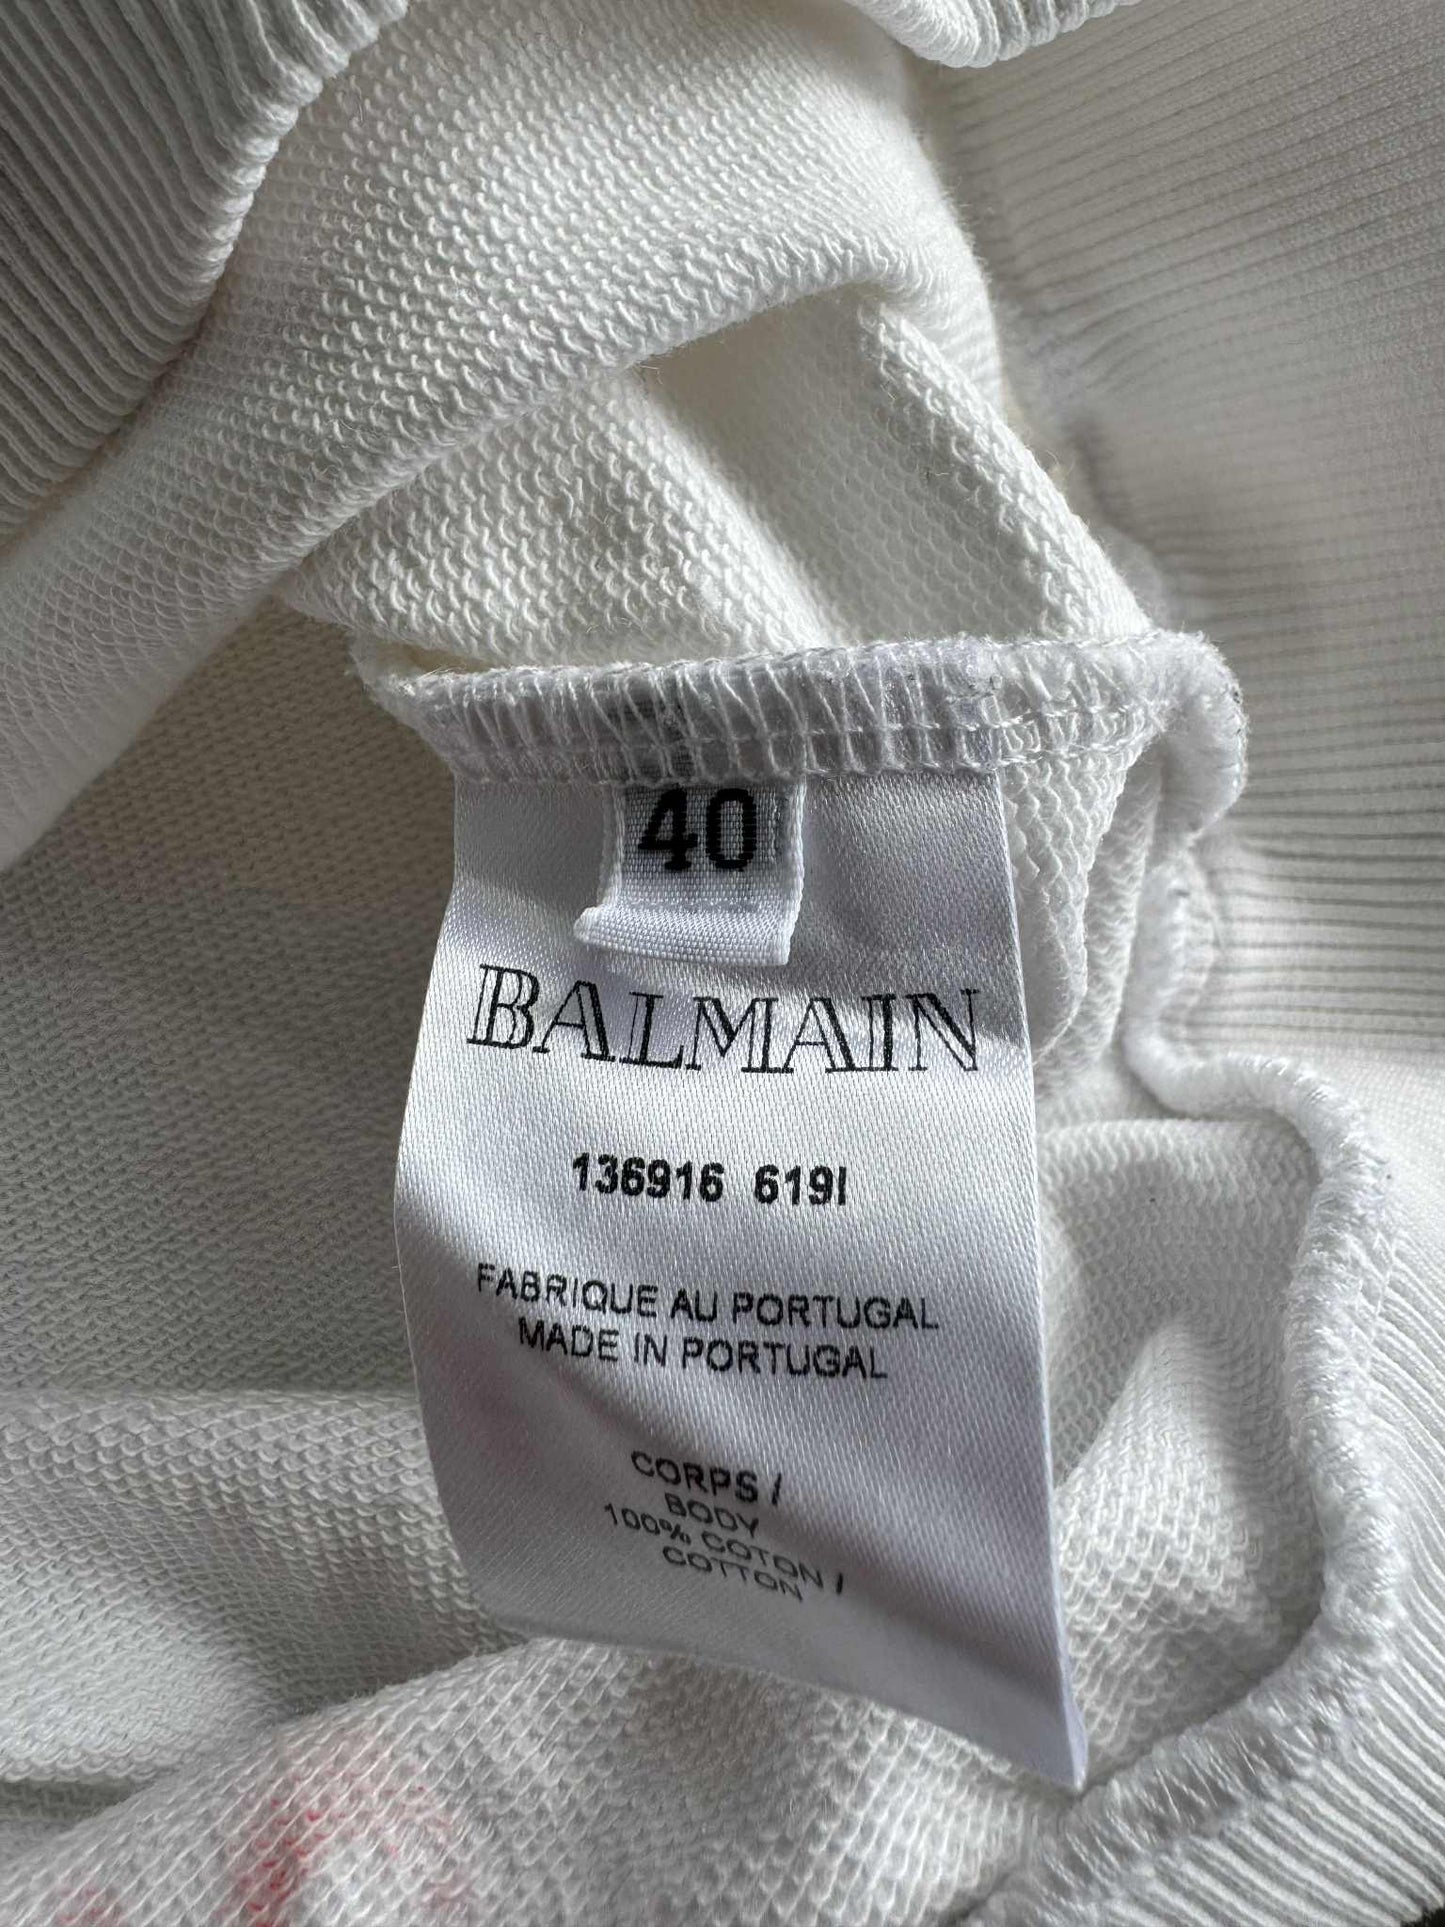 40
BALMAIN
136916 619I
FABRIQUE AU PORTUGAL
MADE IN PORTUGAL
CORPS /
BODY
100% COTON /
COTTON